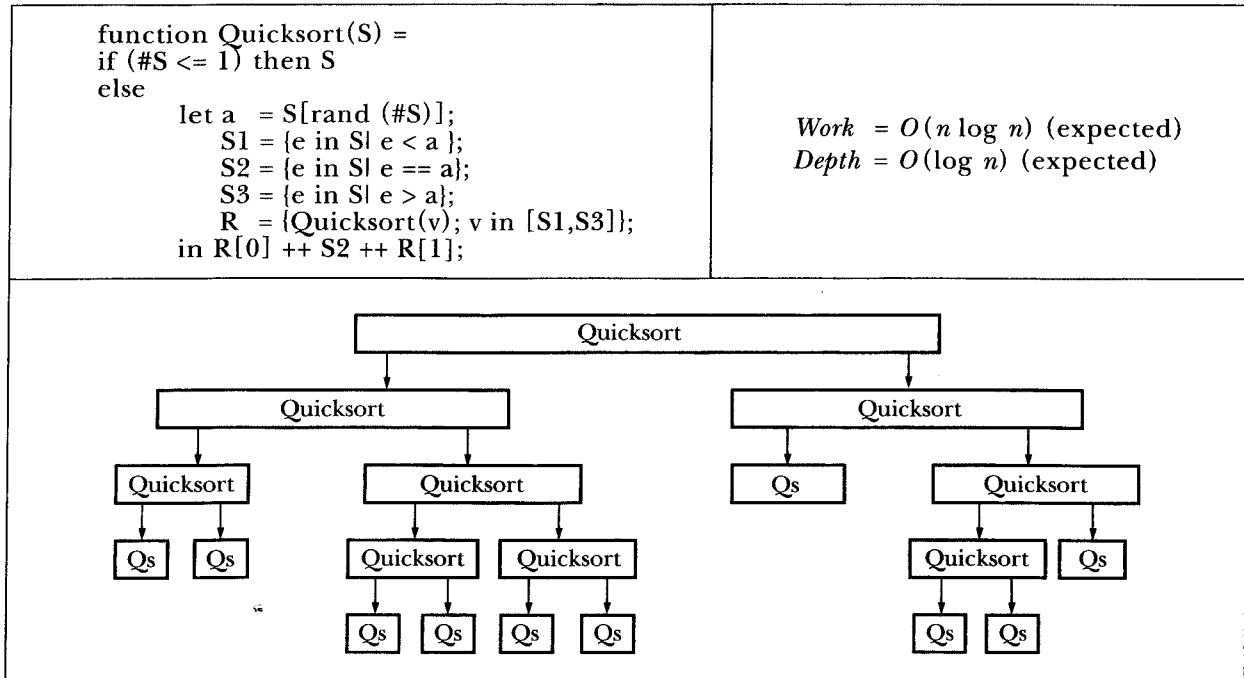 function Quicksort(S) =
if (#S <= 1) then S
else
let a = S[rand (#S)];
S1 = {e in S| e < a };
S2 = {e in S| e == a};
S3 = {e in S| e > a};
R = {Quicksort(v); v in [S1,S3]};
in R[0] ++ S2 ++ R[1];
Work = O(n log n) (expected)
Depth = O(log n) (expected)
Quicksort
Quicksort
Quicksort
Quicksort
Quicksort
Qs
Quicksort
Qs
Qs
Quicksort
Quicksort
Quicksort
Qs
Qs
Qs
Qs
Qs
Qs
Qs